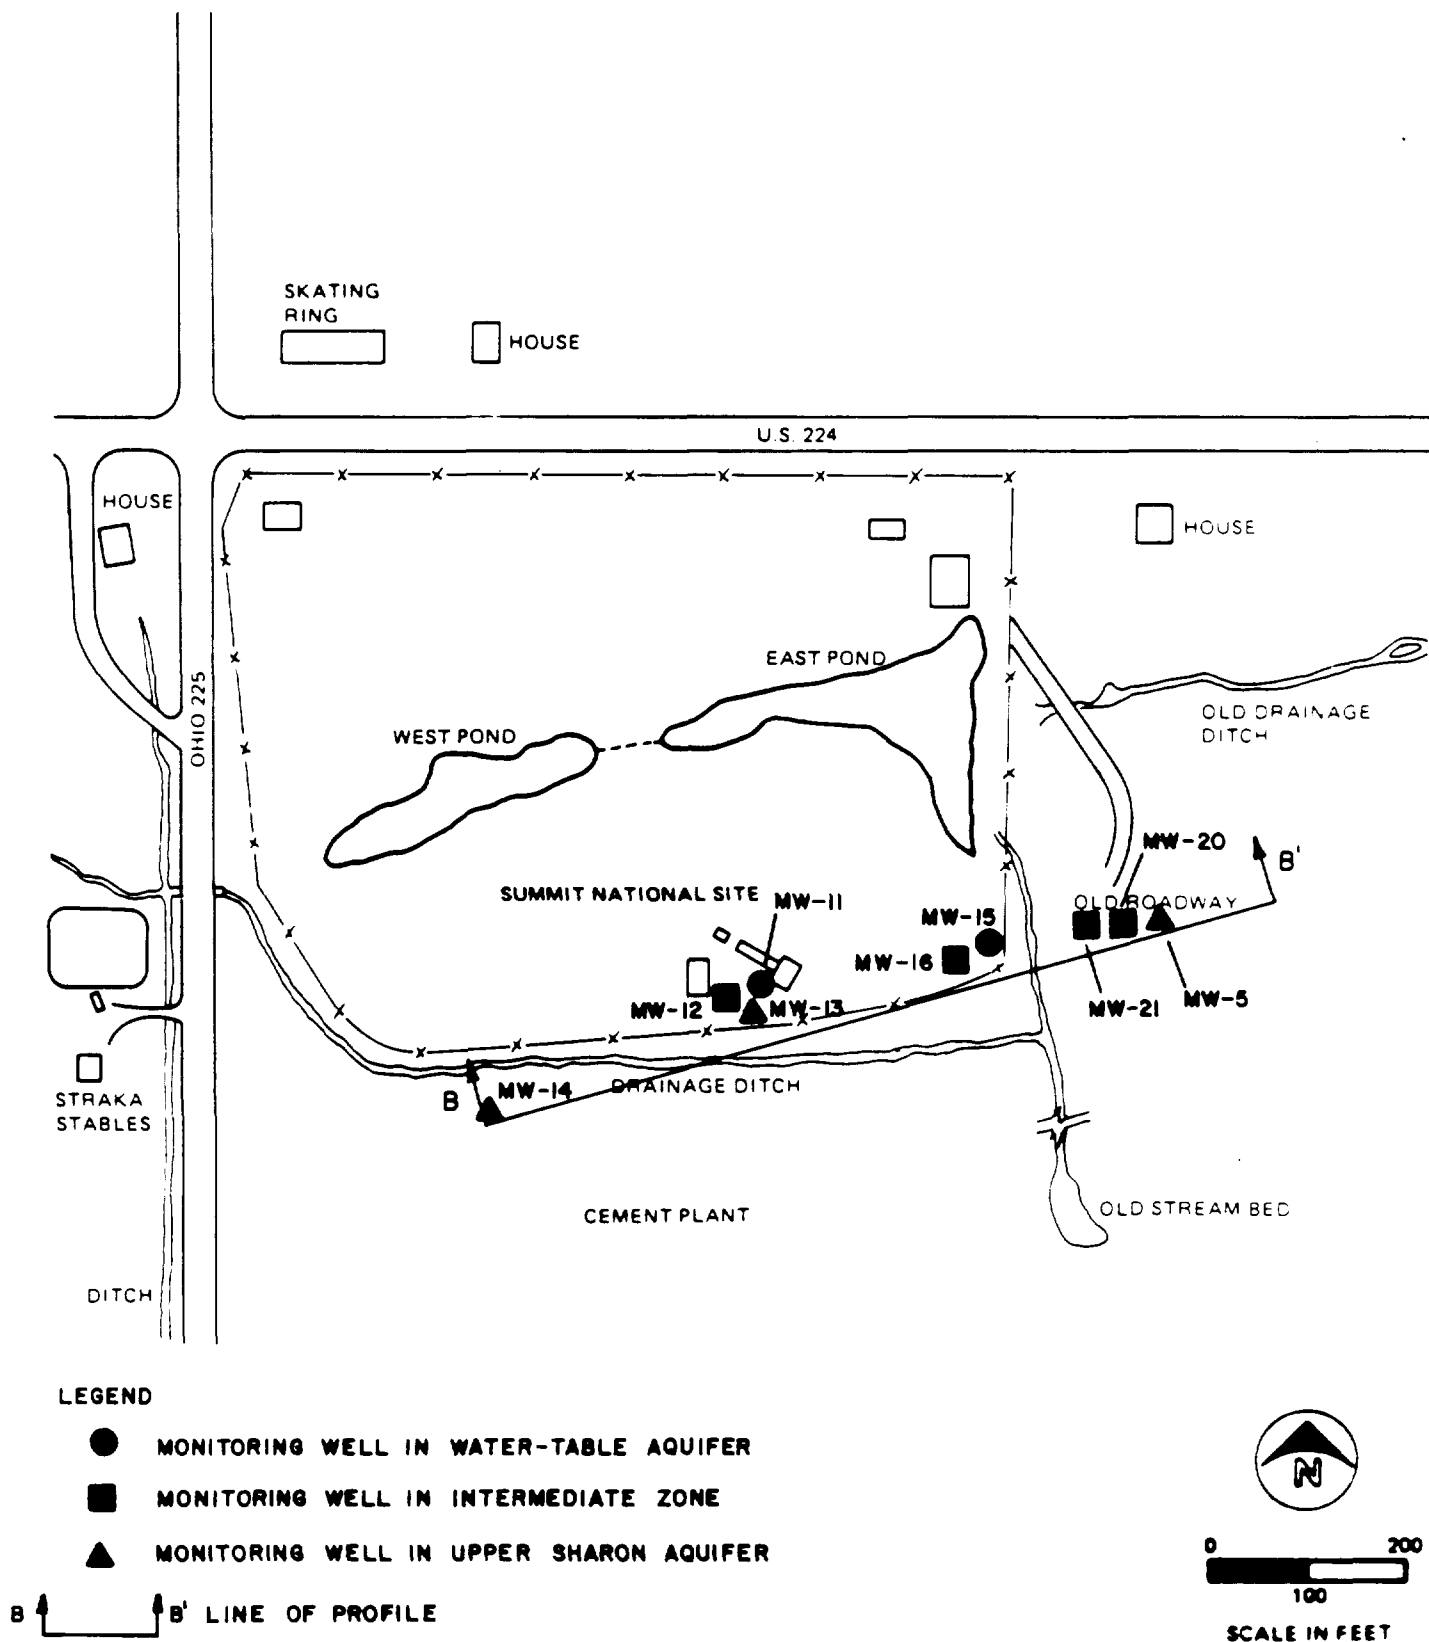 SKATING
RING
HOUSE
U.S. 224
HOUSE
HOUSE
OHIO 225
EAST POND
WEST POND
OLD DRAINAGE
DITCH
MW-20
B'
SUMMIT NATIONAL SITE
MW-11
OLD ROADWAY
MW-15
MW-16
MW-12
MW-13
MW-21
MW-5
B
MW-14
DRAINAGE DITCH
STRAKA
STABLES
CEMENT PLANT
OLD STREAM BED
DITCH
LEGEND
MONITORING WELL IN WATER-TABLE AQUIFER
MONITORING WELL IN INTERMEDIATE ZONE
MONITORING WELL IN UPPER SHARON AQUIFER
B B' LINE OF PROFILE
N
0 200
100
SCALE IN FEET